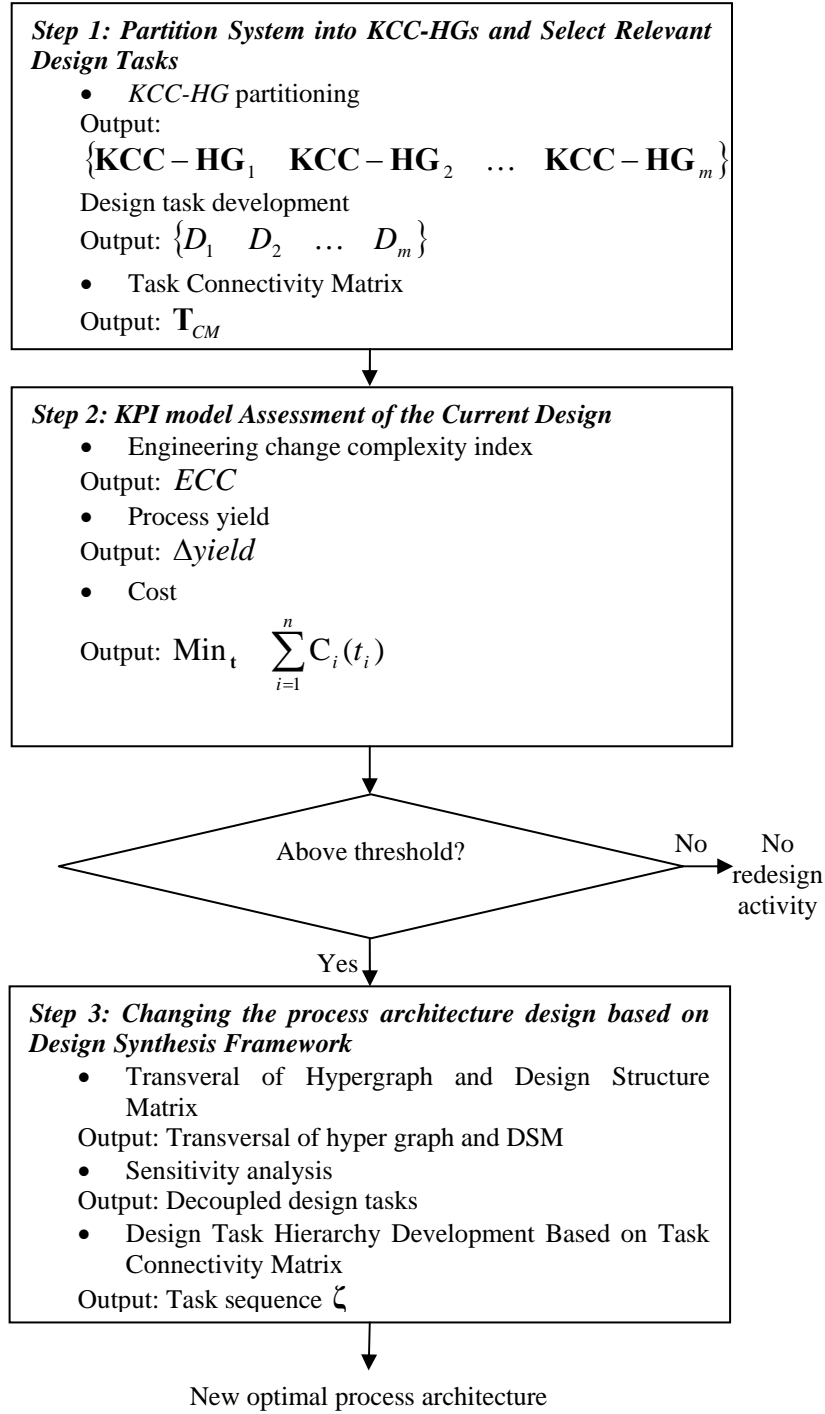 Step 1: Partition System into KCC-HGs and Select Relevant
Design Tasks
• KCC-HG partitioning
Output:
{KCC – HG₁ KCC – HG₂ … KCC – HGₘ}
Design task development
Output: {D₁ D₂ … Dₘ}
• Task Connectivity Matrix
Output: T_CM
Step 2: KPI model Assessment of the Current Design
• Engineering change complexity index
Output: ECC
• Process yield
Output: Δyield
• Cost
Output: Min_t ∑_{i=1}^{n} C_i(t_i)
Above threshold?
No
No
redesign
activity
Yes
Step 3: Changing the process architecture design based on
Design Synthesis Framework
• Transveral of Hypergraph and Design Structure
Matrix
Output: Transversal of hyper graph and DSM
• Sensitivity analysis
Output: Decoupled design tasks
• Design Task Hierarchy Development Based on Task
Connectivity Matrix
Output: Task sequence ζ
New optimal process architecture